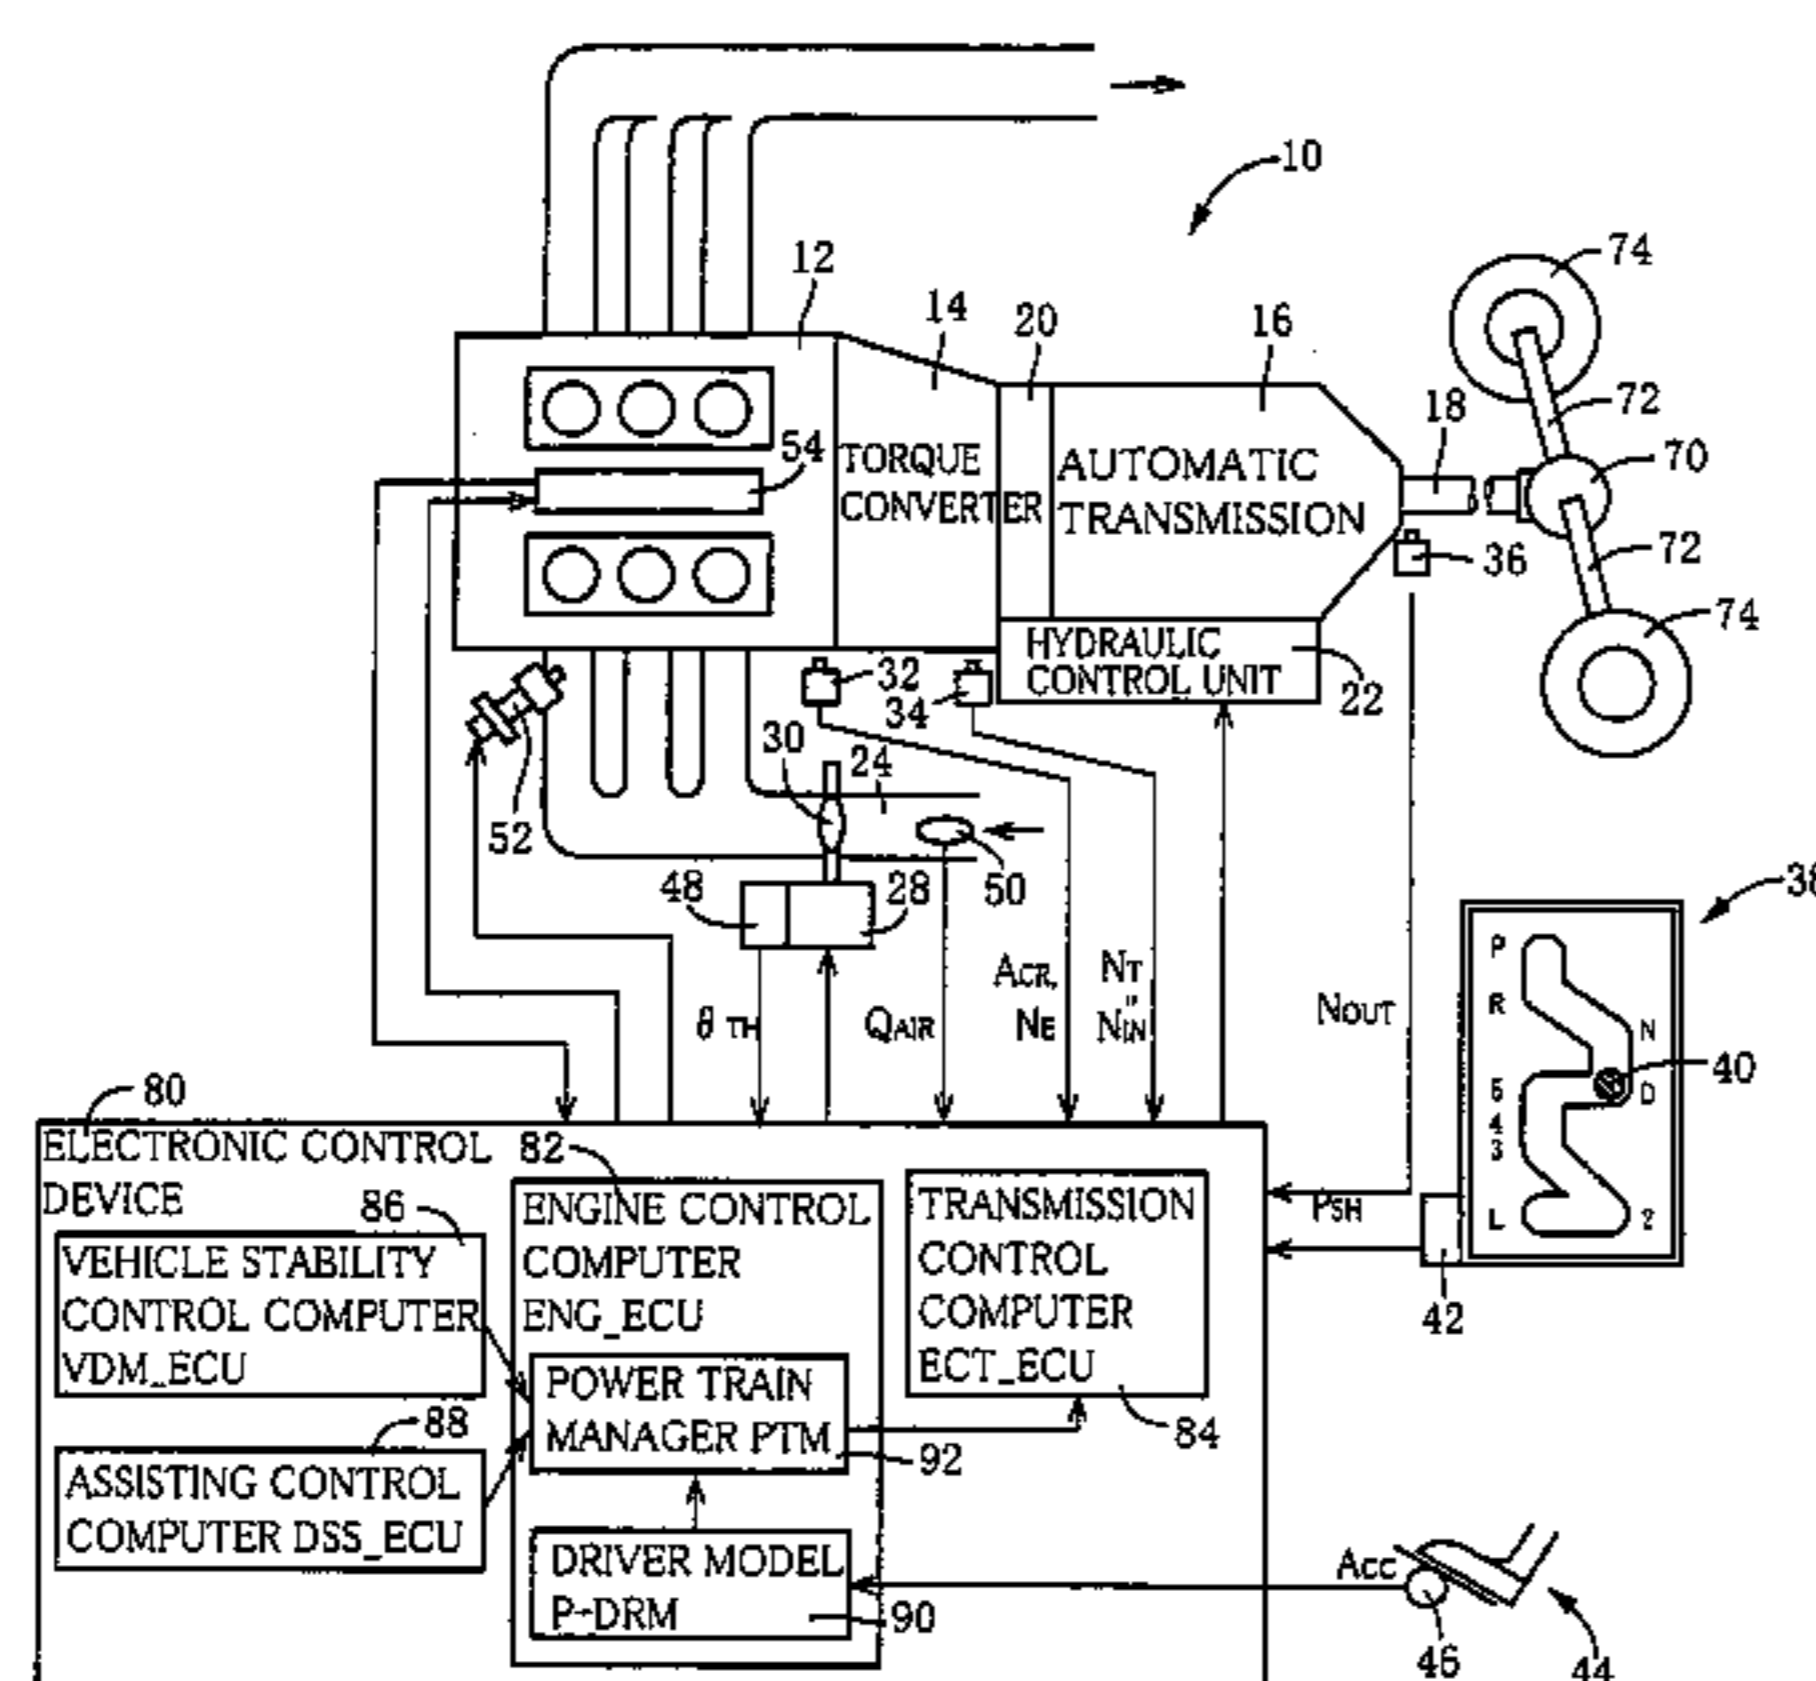 10
74
12
14
20
16
72
18
54
TORQUE
CONVERTER
AUTOMATIC
TRANSMISSION
70
36
72
74
HYDRAULIC
CONTROL UNIT
32
34
22
30
24
52
48
28
50
38
ACR,
NE
NT
"
NIN
θ TH
QAIR
NOUT
P
R
N
5
D
4
3
L
2
40
80
ELECTRONIC CONTROL
DEVICE
82
86
ENGINE CONTROL
COMPUTER
ENG_ECU
TRANSMISSION
CONTROL
COMPUTER
ECT_ECU
PSH
42
VEHICLE STABILITY
CONTROL COMPUTER
VDM_ECU
POWER TRAIN
MANAGER PTM
92
84
88
ASSISTING CONTROL
COMPUTER DSS_ECU
DRIVER MODEL
P-DRM
90
ACC
46
44